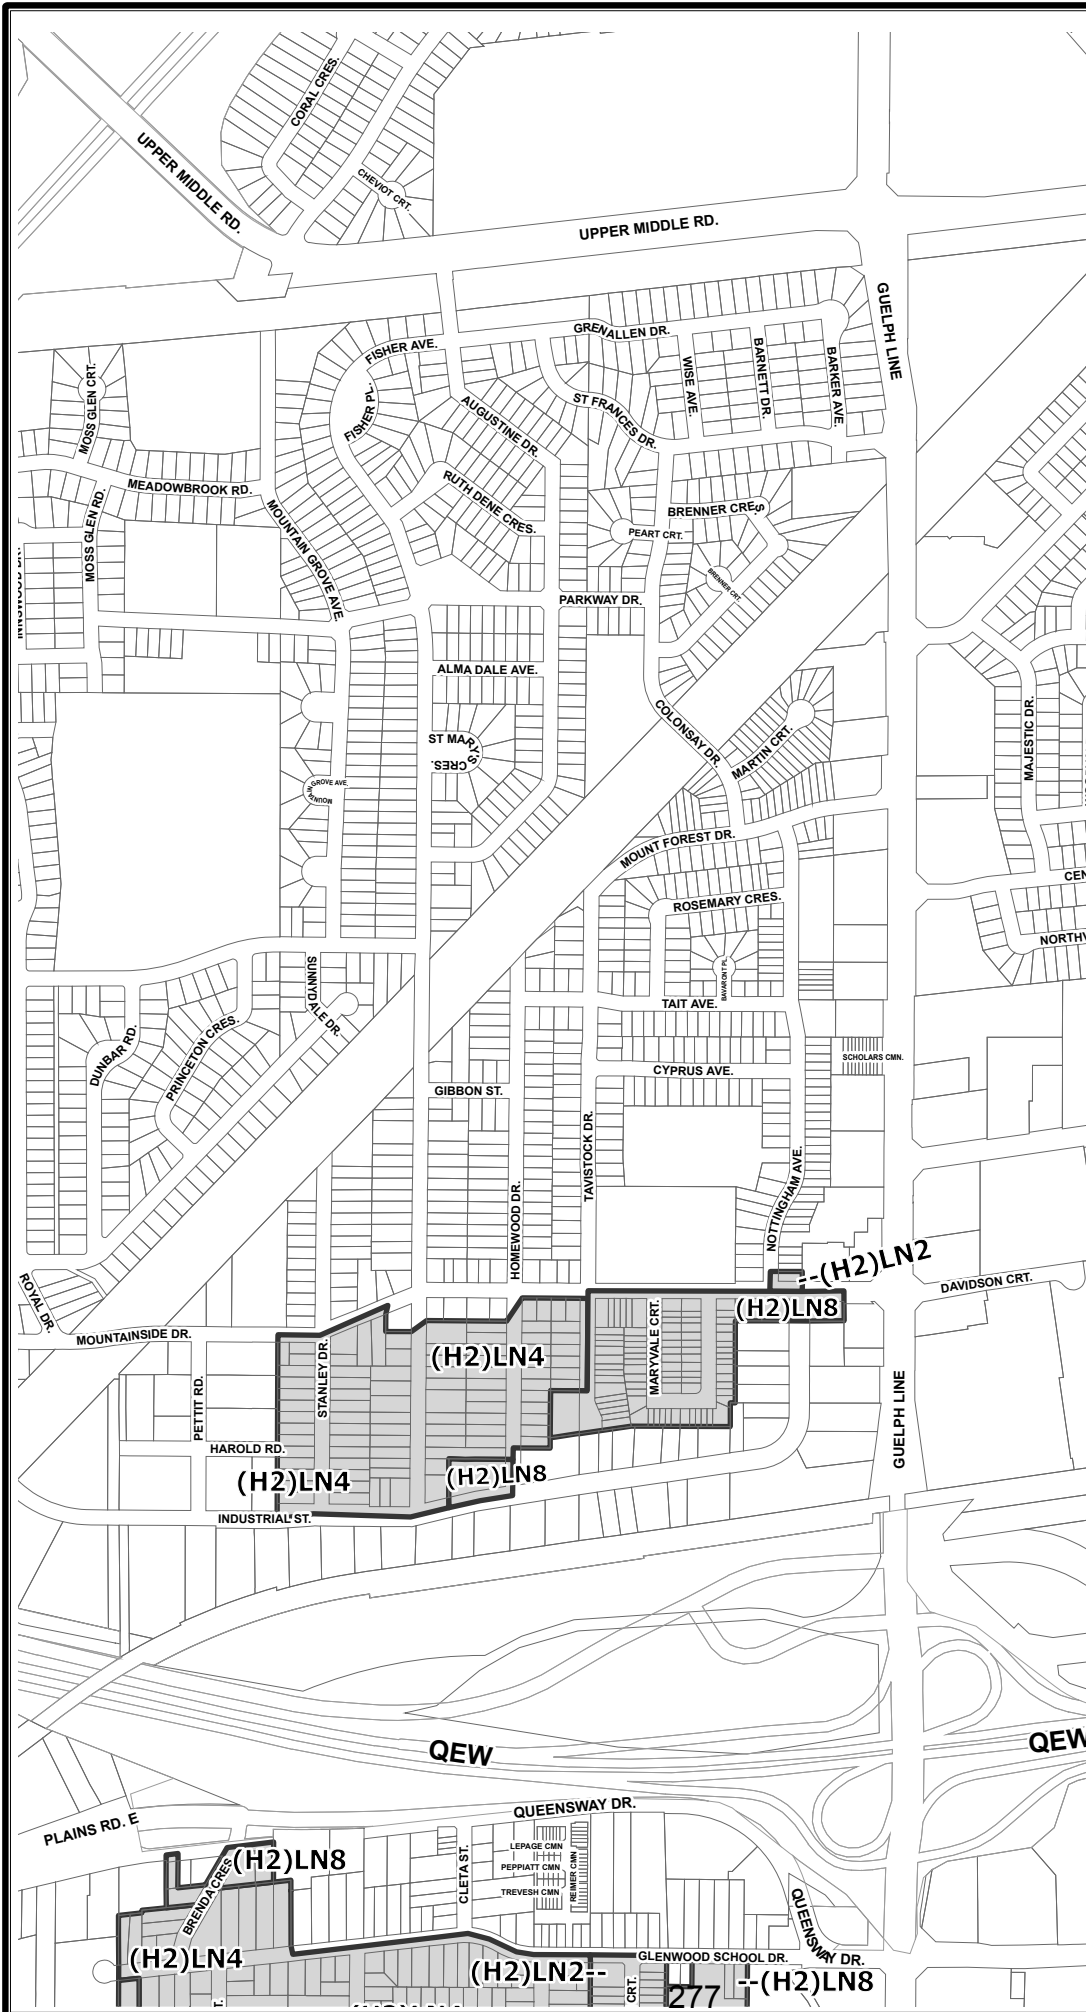 CORAL CRES.
UPPER MIDDLE RD.
CHEVIOT CRT.
UPPER MIDDLE RD.
GUELPH LINE
GRENALLEN DR.
FISHER AVE.
WISE AVE.
BARNETT DR.
BARKER AVE.
MOSS GLEN CRT.
FISHER PL.
AUGUSTINE DR.
ST FRANCES DR.
MEADOWBROOK RD.
RUTH DENE CRES.
MOSS GLEN RD.
MOUNTAIN GROVE AVE.
BRENNER CRES
PEART CRT.
BRENNER CRT.
PARKWAY DR.
ALMA DALE AVE.
COLONSAY DR.
ST MARY'S
CRES.
MARTIN CRT.
MAJESTIC DR.
MOUNTAIN GROVE AVE.
MOUNT FOREST DR.
CEN
ROSEMARY CRES.
NORTHV
SUNNYDALE DR.
BAVARONT PL.
TAIT AVE.
DUNBAR RD.
PRINCETON CRES.
SCHOLARS CMN.
CYPRUS AVE.
GIBBON ST.
TAVISTOCK DR.
HOMEWOOD DR.
NOTTINGHAM AVE.
--(H2)LN2
DAVIDSON CRT.
ROYAL DR.
MOUNTAINSIDE DR.
(H2)LN8
(H2)LN4
MARYVALE CRT.
STANLEY DR.
PETTIT RD.
GUELPH LINE
HAROLD RD.
(H2)LN4
(H2)LN8
INDUSTRIAL ST.
QEW
QEW
QUEENSWAY DR.
PLAINS RD. E
LEPAGE CMN
PEPPIATT CMN
REIMER CMN
TREVESH CMN
CLETA ST.
(H2)LN8
BRENDA CRES
QUEENSWAY DR.
(H2)LN4
GLENWOOD SCHOOL DR.
(H2)LN2--
--(H2)LN8
CRT.
277
T.